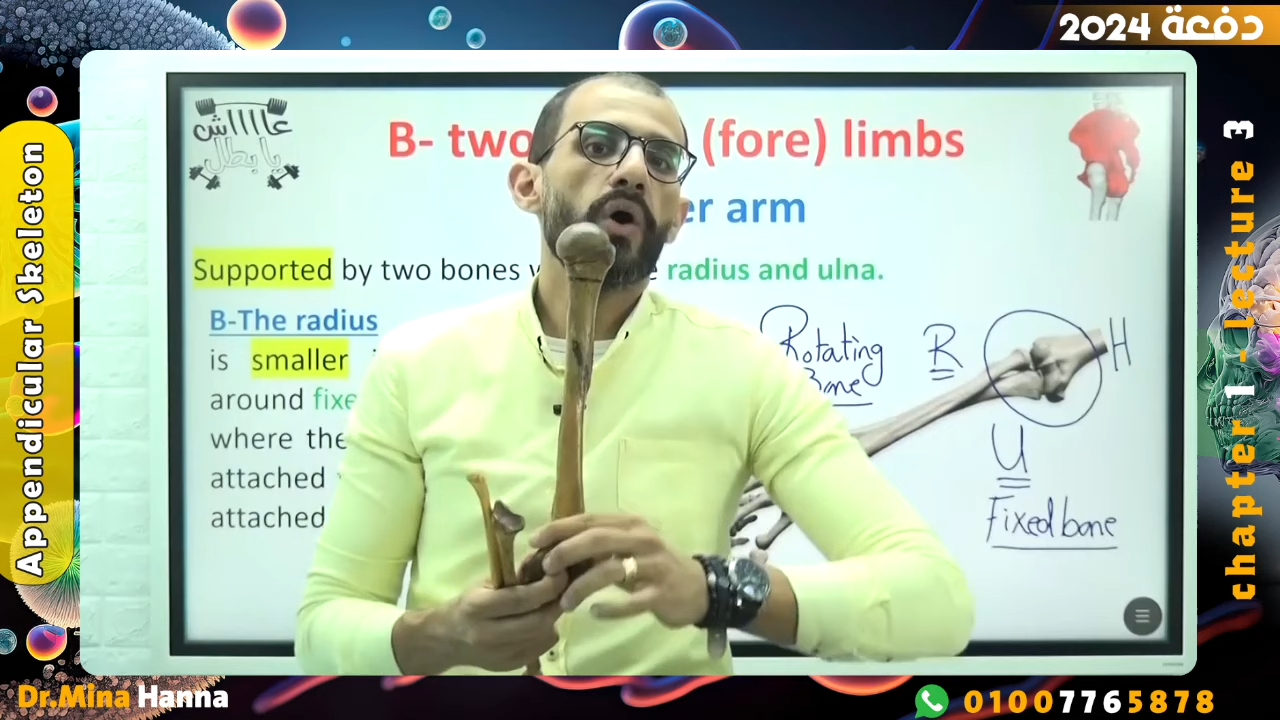 دفعة 2024
Appendicular Skeleton
chapter 1 - lecture 3
عاااااش
يا بطل
B- two (fore) limbs
er arm
Supported by two bones radius and ulna.
B-The radius
is smaller
around fixe
where the
attached
attached
Rotating
Bone
R
H
U
Fixed bone
Dr.Mina Hanna
01007765878